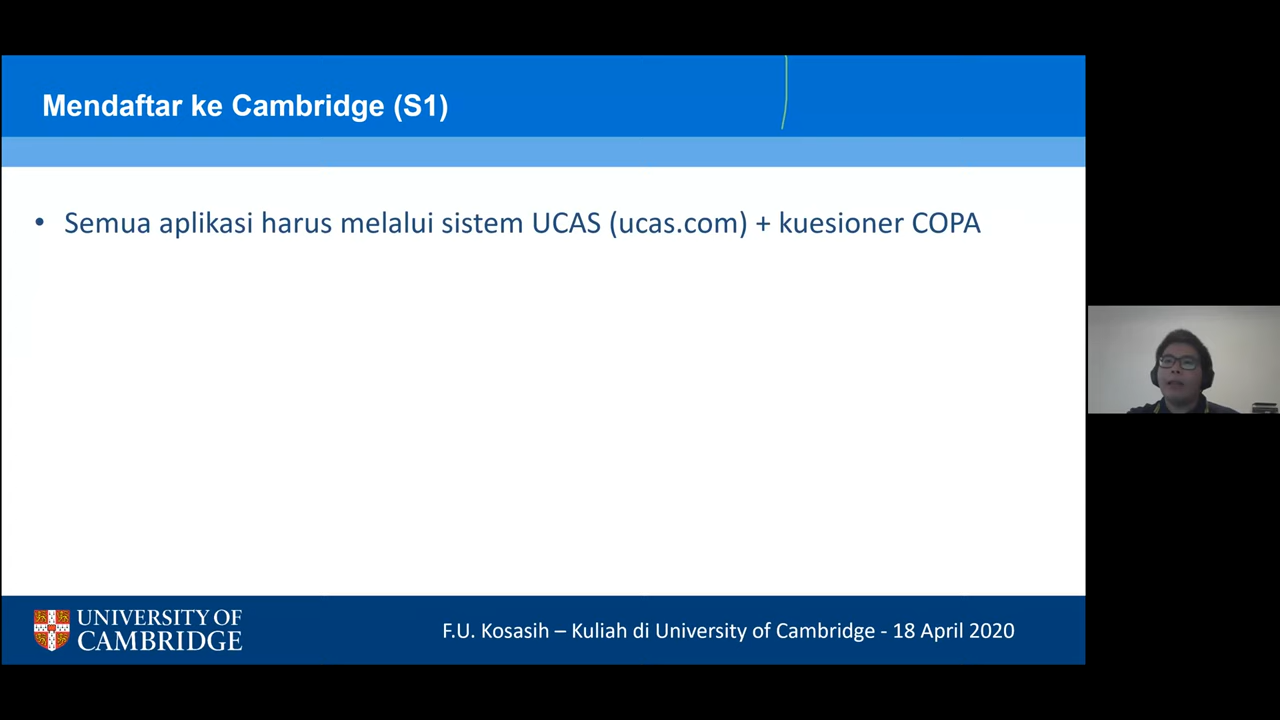 Mendaftar ke Cambridge (S1)
• Semua aplikasi harus melalui sistem UCAS (ucas.com) + kuesioner COPA
UNIVERSITY OF
CAMBRIDGE
F.U. Kosasih – Kuliah di University of Cambridge - 18 April 2020